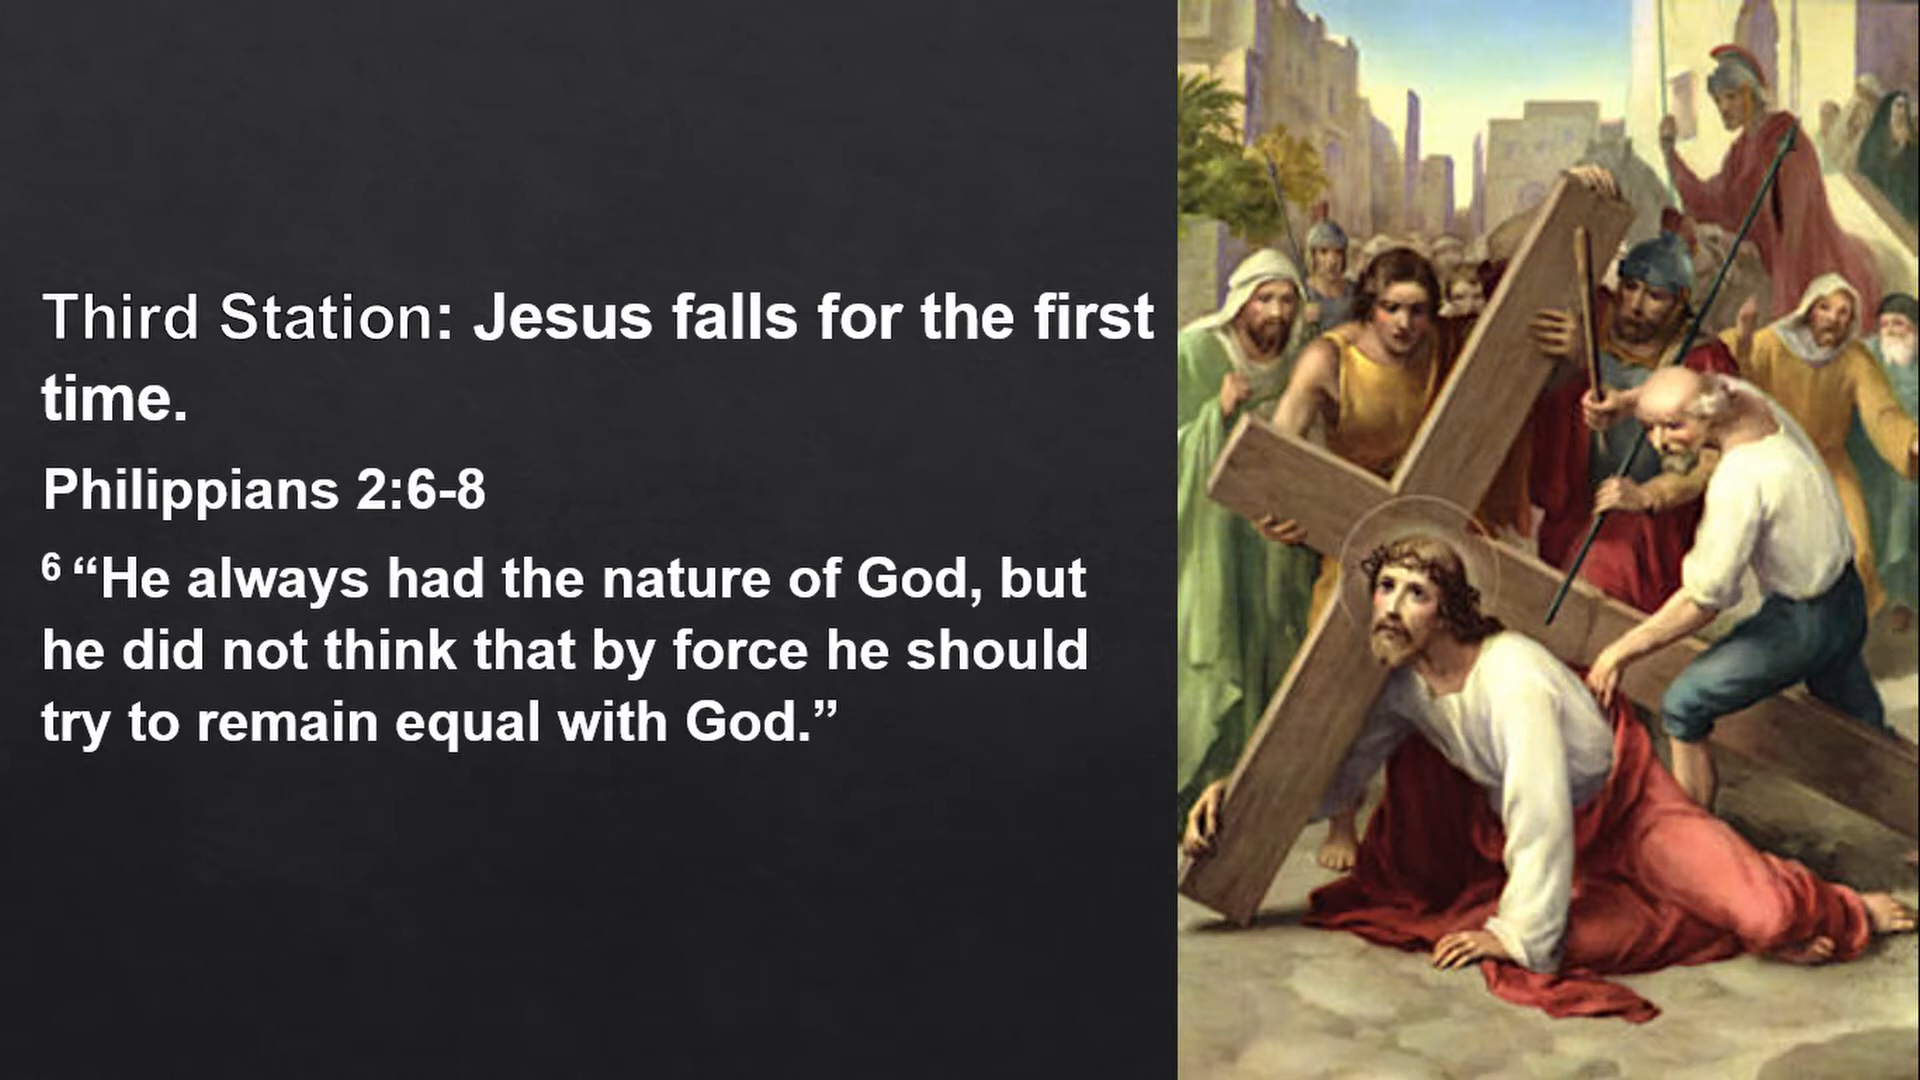 Third Station: Jesus falls for the first
time.
Philippians 2:6-8
6 “He always had the nature of God, but
he did not think that by force he should
try to remain equal with God.”